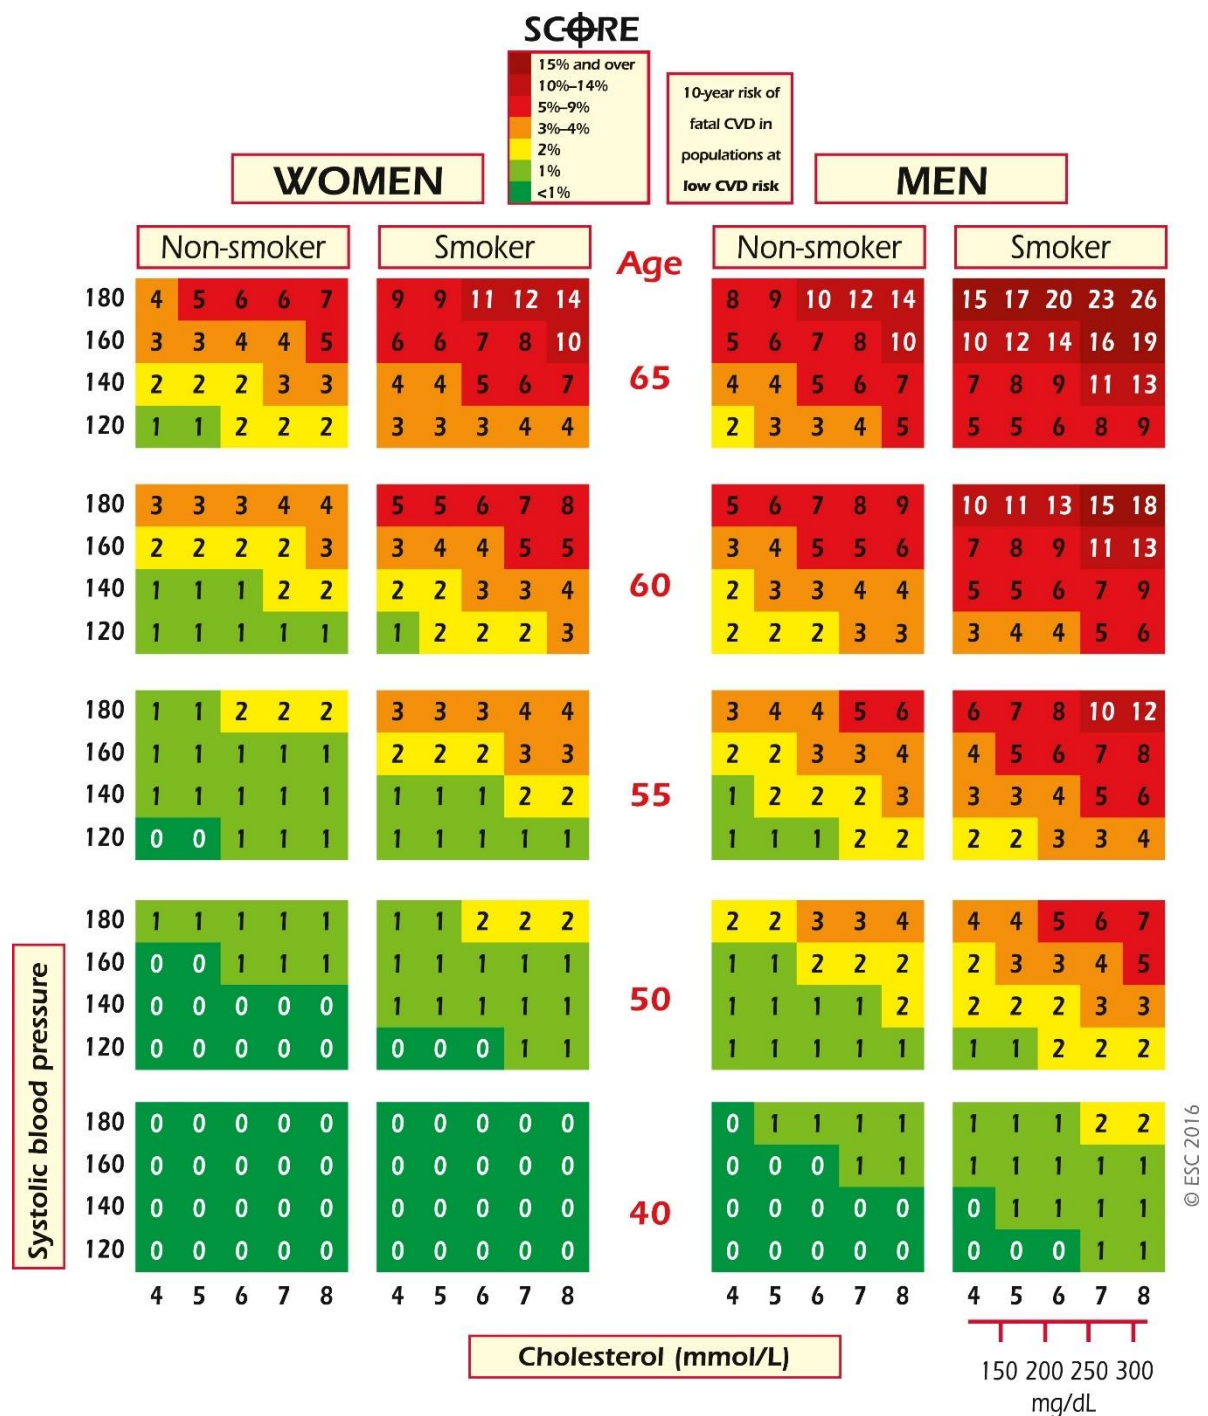 SCORE
15% and over
10%–14%
5%–9%
3%–4%
2%
1%
<1%
10-year risk of
fatal CVD in
populations at
low CVD risk
WOMEN
MEN
Non-smoker Smoker Age Non-smoker Smoker
180 4 5 6 6 7 9 9 11 12 14 8 9 10 12 14 15 17 20 23 26
160 3 3 4 4 5 6 6 7 8 10 5 6 7 8 10 10 12 14 16 19
65
140 2 2 2 3 3 4 4 5 6 7 4 4 5 6 7 7 8 9 11 13
120 1 1 2 2 2 3 3 3 4 4 2 3 3 4 5 5 5 6 8 9
180 3 3 3 4 4 5 5 6 7 8 5 6 7 8 9 10 11 13 15 18
160 2 2 2 2 3 3 4 4 5 5 3 4 5 5 6 7 8 9 11 13
60
140 1 1 1 2 2 2 2 3 3 4 2 3 3 4 4 5 5 6 7 9
120 1 1 1 1 1 1 2 2 2 3 2 2 2 3 3 3 4 4 5 6
180 1 1 2 2 2 3 3 3 4 4 3 4 4 5 6 6 7 8 10 12
160 1 1 1 1 1 2 2 2 3 3 2 2 3 3 4 4 5 6 7 8
55
140 1 1 1 1 1 1 1 1 2 2 1 2 2 2 3 3 3 4 5 6
120 0 0 1 1 1 1 1 1 1 1 1 1 1 2 2 2 2 3 3 4
180 1 1 1 1 1 1 1 2 2 2 2 2 3 3 4 4 4 5 6 7
160 0 0 1 1 1 1 1 1 1 1 1 1 2 2 2 2 3 3 4 5
50
140 0 0 0 0 0 1 1 1 1 1 1 1 1 1 2 2 2 2 3 3
120 0 0 0 0 0 0 0 0 1 1 1 1 1 1 1 1 1 2 2 2
180 0 0 0 0 0 0 0 0 0 0 0 1 1 1 1 1 1 1 2 2
160 0 0 0 0 0 0 0 0 0 0 0 0 0 1 1 1 1 1 1 1
40
140 0 0 0 0 0 0 0 0 0 0 0 0 0 0 0 0 1 1 1 1
120 0 0 0 0 0 0 0 0 0 0 0 0 0 0 0 0 0 0 1 1
4 5 6 7 8 4 5 6 7 8 4 5 6 7 8 4 5 6 7 8
Systolic blood pressure
Cholesterol (mmol/L)
150 200 250 300
mg/dL
© ESC 2016